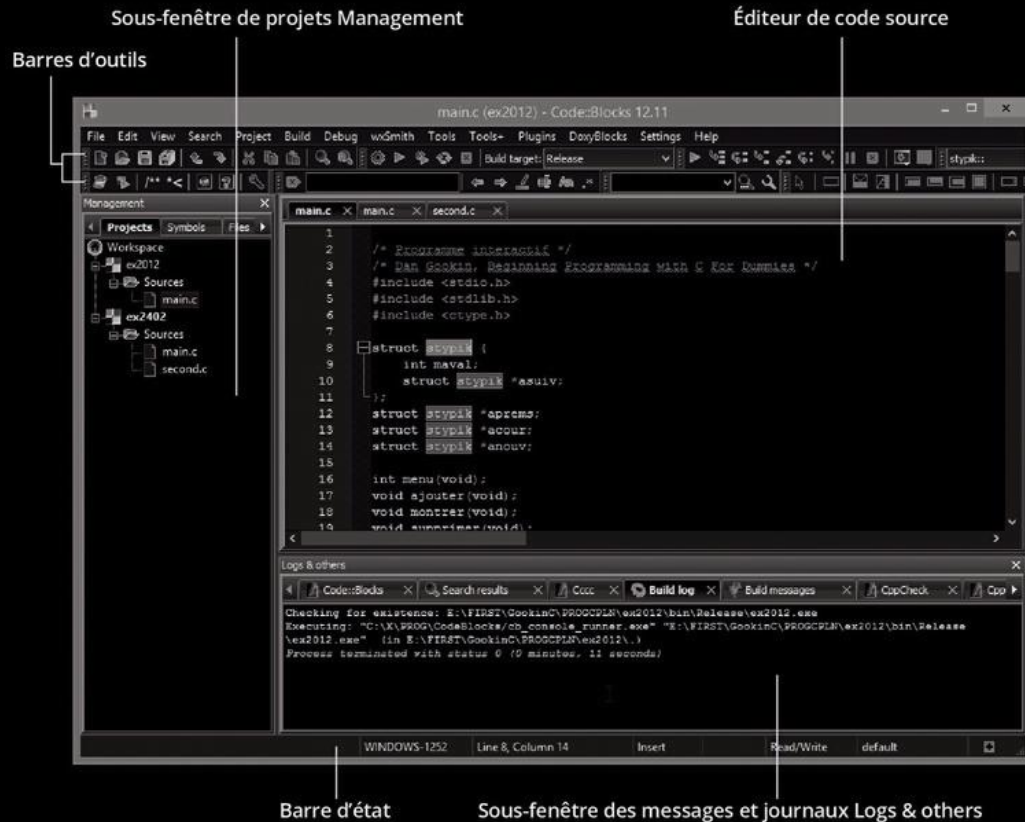 Sous-fenêtre de projets Management
Éditeur de code source
Barres d'outils
main.c (ex2012) - Code::Blocks 12.11
File Edit View Search Project Build Debug wxSmith Tools Tools+ Plugins DoxyBlocks Settings Help
Build target: Release
stypik::
/** *<
Management
Projects Symbols Files
Workspace
ex2012
Sources
main.c
ex2402
Sources
main.c
second.c
main.c main.c second.c
1
2 /* Programme interactif */
3 /* Dan Gookin, Beginning Programming with C For Dummies */
4 #include <stdio.h>
5 #include <stdlib.h>
6 #include <ctype.h>
7
8 struct stypik {
9 int maval;
10 struct stypik *asuiv;
11 };
12 struct stypik *aprems;
13 struct stypik *acour;
14 struct stypik *anouv;
15
16 int menu(void);
17 void ajouter(void);
18 void montrer(void);
19 void supprimer(void);
Logs & others
Code::Blocks Search results Cccc Build log Build messages CppCheck Cpp
Checking for existence: E:\FIRST\GookinC\PROGCPLN\ex2012\bin\Release\ex2012.exe
Executing: "C:\X\PROG\CodeBlocks/cb_console_runner.exe" "E:\FIRST\GookinC\PROGCPLN\ex2012\bin\Release
\ex2012.exe" (in E:\FIRST\GookinC\PROGCPLN\ex2012\.)
Process terminated with status 0 (0 minutes, 11 seconds)
WINDOWS-1252 Line 8, Column 14 Insert Read/Write default
Barre d'état
Sous-fenêtre des messages et journaux Logs & others